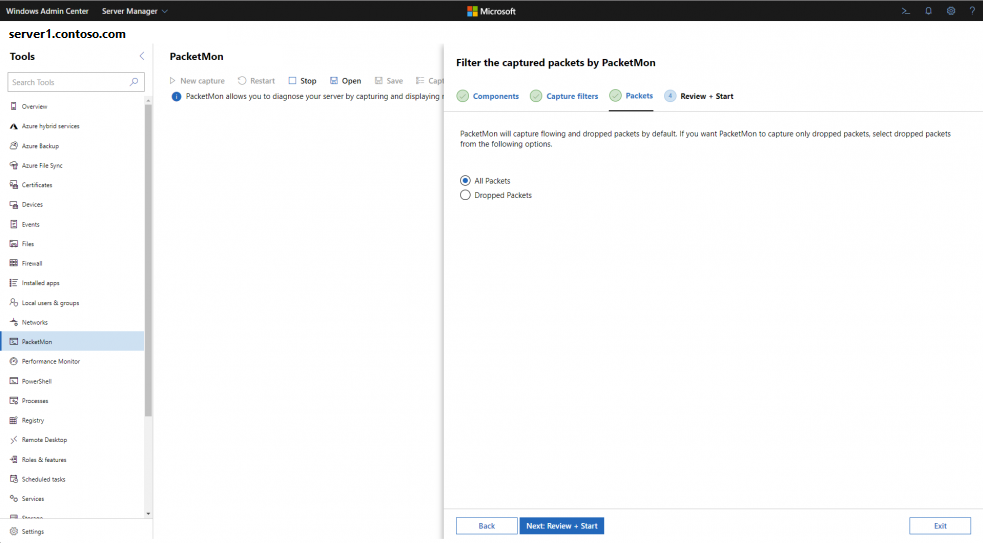 Windows Admin Center Server Manager Microsoft
server1.contoso.com
Tools
Search Tools
Overview
Azure hybrid services
Azure Backup
Azure File Sync
Certificates
Devices
Events
Files
Firewall
Installed apps
Local users & groups
Networks
PacketMon
Performance Monitor
PowerShell
Processes
Registry
Remote Desktop
Roles & features
Scheduled tasks
Services
Storage
Settings
PacketMon
New capture Restart Stop Open Save Capt
PacketMon allows you to diagnose your server by capturing and displaying
Filter the captured packets by PacketMon
Components Capture filters Packets 4 Review + Start
PacketMon will capture flowing and dropped packets by default. If you want PacketMon to capture only dropped packets, select dropped packets
from the following options.
All Packets
Dropped Packets
Back Next: Review + Start Exit